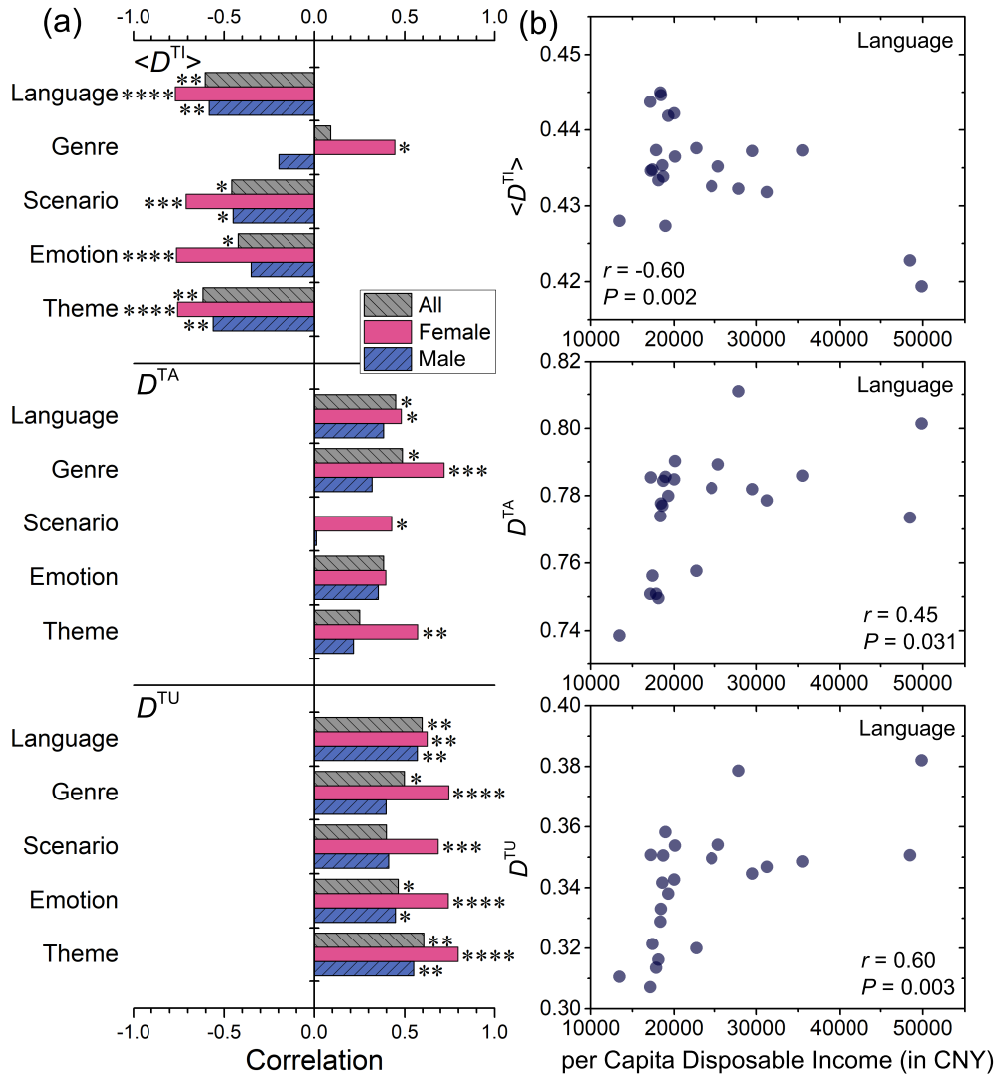 (a)
-1.0 -0.5 0.0 0.5 1.0
<D^TI>
Language ** **** **
Genre *
Scenario * *** *
Emotion * ****
Theme ** **** **
All
Female
Male
D^TA
Language * *
Genre * ***
Scenario *
Emotion
Theme **
D^TU
Language ** ** **
Genre * ****
Scenario ***
Emotion * **** *
Theme ** **** **
-1.0 -0.5 0.0 0.5 1.0
Correlation
(b)
10000 20000 30000 40000 50000
Language
0.45
0.44
0.43
0.42
<D^TI>
r = -0.60
P = 0.002
10000 20000 30000 40000 50000
Language
0.82
0.80
0.78
0.76
0.74
D^TA
r = 0.45
P = 0.031
10000 20000 30000 40000 50000
Language
0.40
0.38
0.36
0.34
0.32
0.30
D^TU
r = 0.60
P = 0.003
10000 20000 30000 40000 50000
per Capita Disposable Income (in CNY)